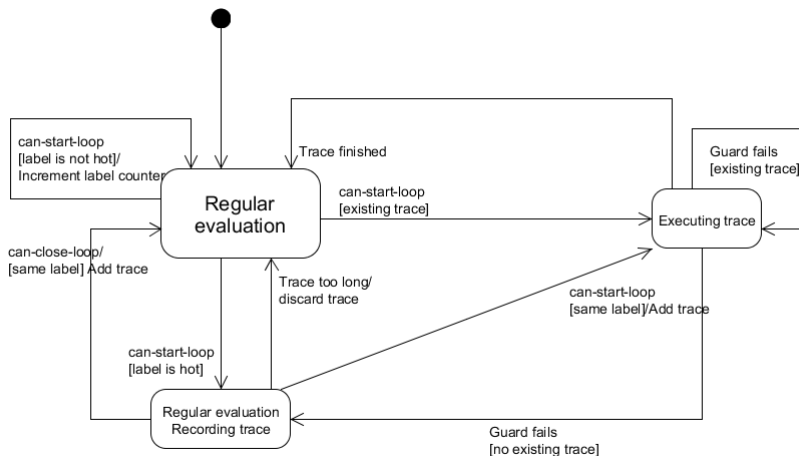 can-start-loop
[label is not hot]/
Increment label counter
Trace finished
Guard fails
[existing trace]
Regular
evaluation
can-start-loop
[existing trace]
Executing trace
can-close-loop/
[same label] Add trace
Trace too long/
discard trace
can-start-loop
[same label]/Add trace
can-start-loop
[label is hot]
Regular evaluation
Recording trace
Guard fails
[no existing trace]